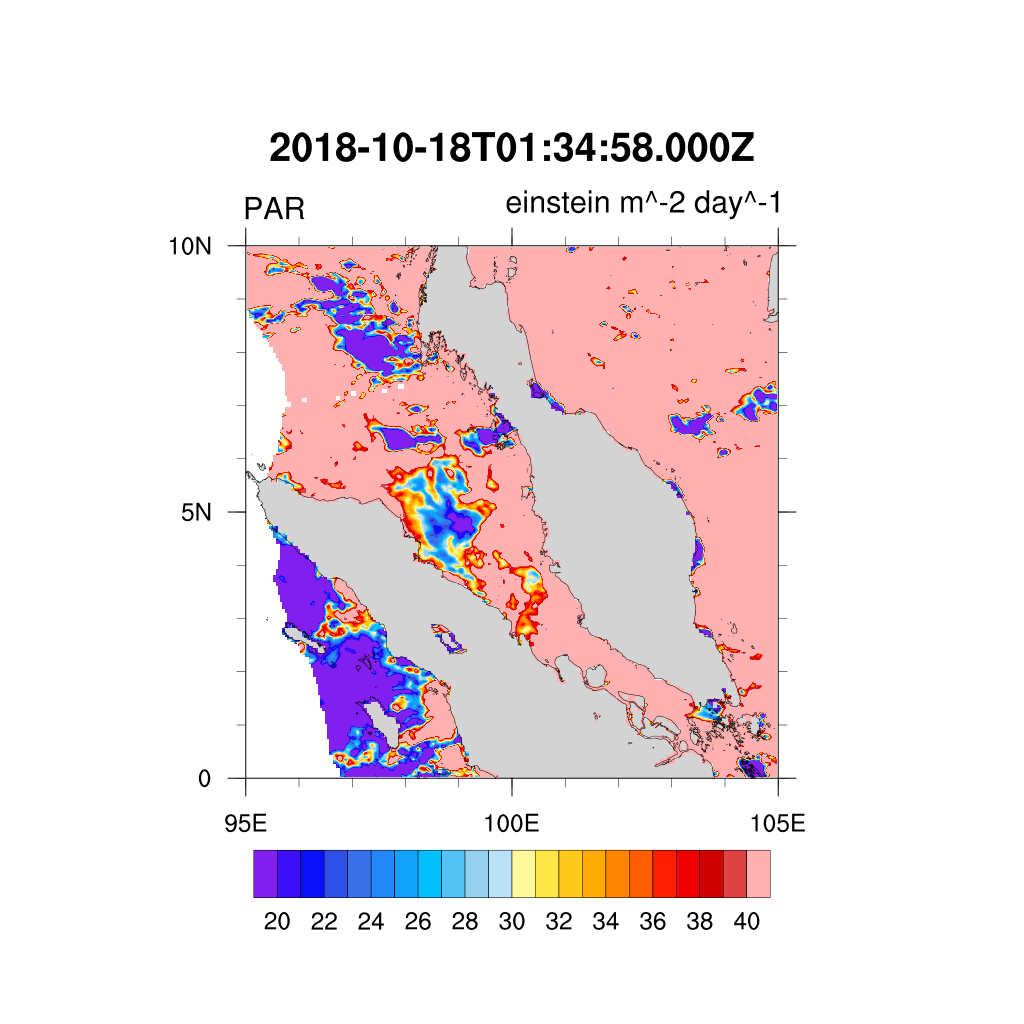 2018-10-18T01:34:58.000Z
PAR einstein m^-2 day^-1
10N
5N
0
95E 100E 105E
20 22 24 26 28 30 32 34 36 38 40